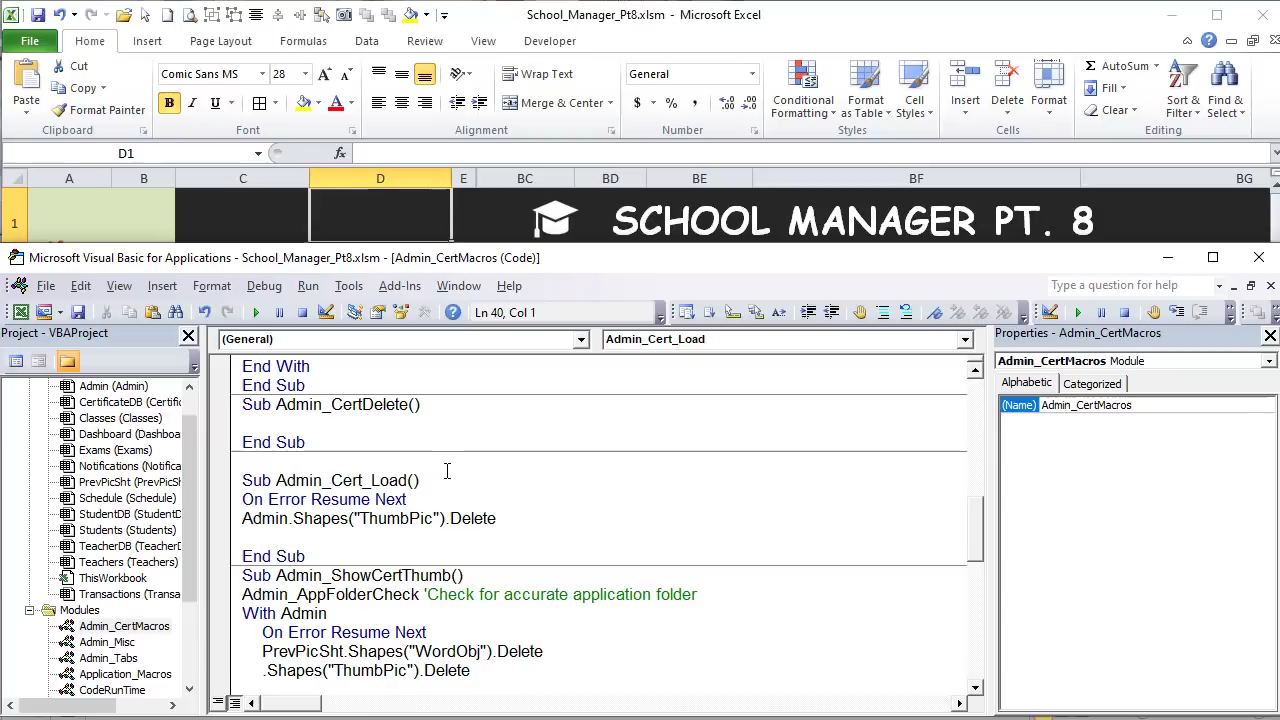 School_Manager_Pt8.xlsm - Microsoft Excel
File Home Insert Page Layout Formulas Data Review View Developer
Paste Cut Copy Format Painter
Comic Sans MS 28
B I U A A A
Wrap Text Merge & Center
General
$ % ,
Conditional Formatting Format as Table Cell Styles
Insert Delete Format
AutoSum Fill Clear
Sort & Filter Find & Select
Clipboard Font Alignment Number Styles Cells Editing
D1 fx
A B C D E BC BD BE BF BG
1 SCHOOL MANAGER PT. 8
Microsoft Visual Basic for Applications - School_Manager_Pt8.xlsm - [Admin_CertMacros (Code)]
File Edit View Insert Format Debug Run Tools Add-Ins Window Help
Type a question for help
Ln 40, Col 1
Project - VBAProject
Admin (Admin)
CertificateDB (Certific
Classes (Classes)
Dashboard (Dashboa
Exams (Exams)
Notifications (Notifica
PrevPicSht (PrevPicSt
Schedule (Schedule)
StudentDB (StudentD
Students (Students)
TeacherDB (TeacherD
Teachers (Teachers)
ThisWorkbook
Transactions (Transa
Modules
Admin_CertMacros
Admin_Misc
Admin_Tabs
Application_Macros
CodeRunTime
(General) Admin_Cert_Load
End With
End Sub
Sub Admin_CertDelete()
End Sub
Sub Admin_Cert_Load()
On Error Resume Next
Admin.Shapes("ThumbPic").Delete
End Sub
Sub Admin_ShowCertThumb()
Admin_AppFolderCheck 'Check for accurate application folder
With Admin
On Error Resume Next
PrevPicSht.Shapes("WordObj").Delete
.Shapes("ThumbPic").Delete
Properties - Admin_CertMacros
Admin_CertMacros Module
Alphabetic Categorized
(Name) Admin_CertMacros